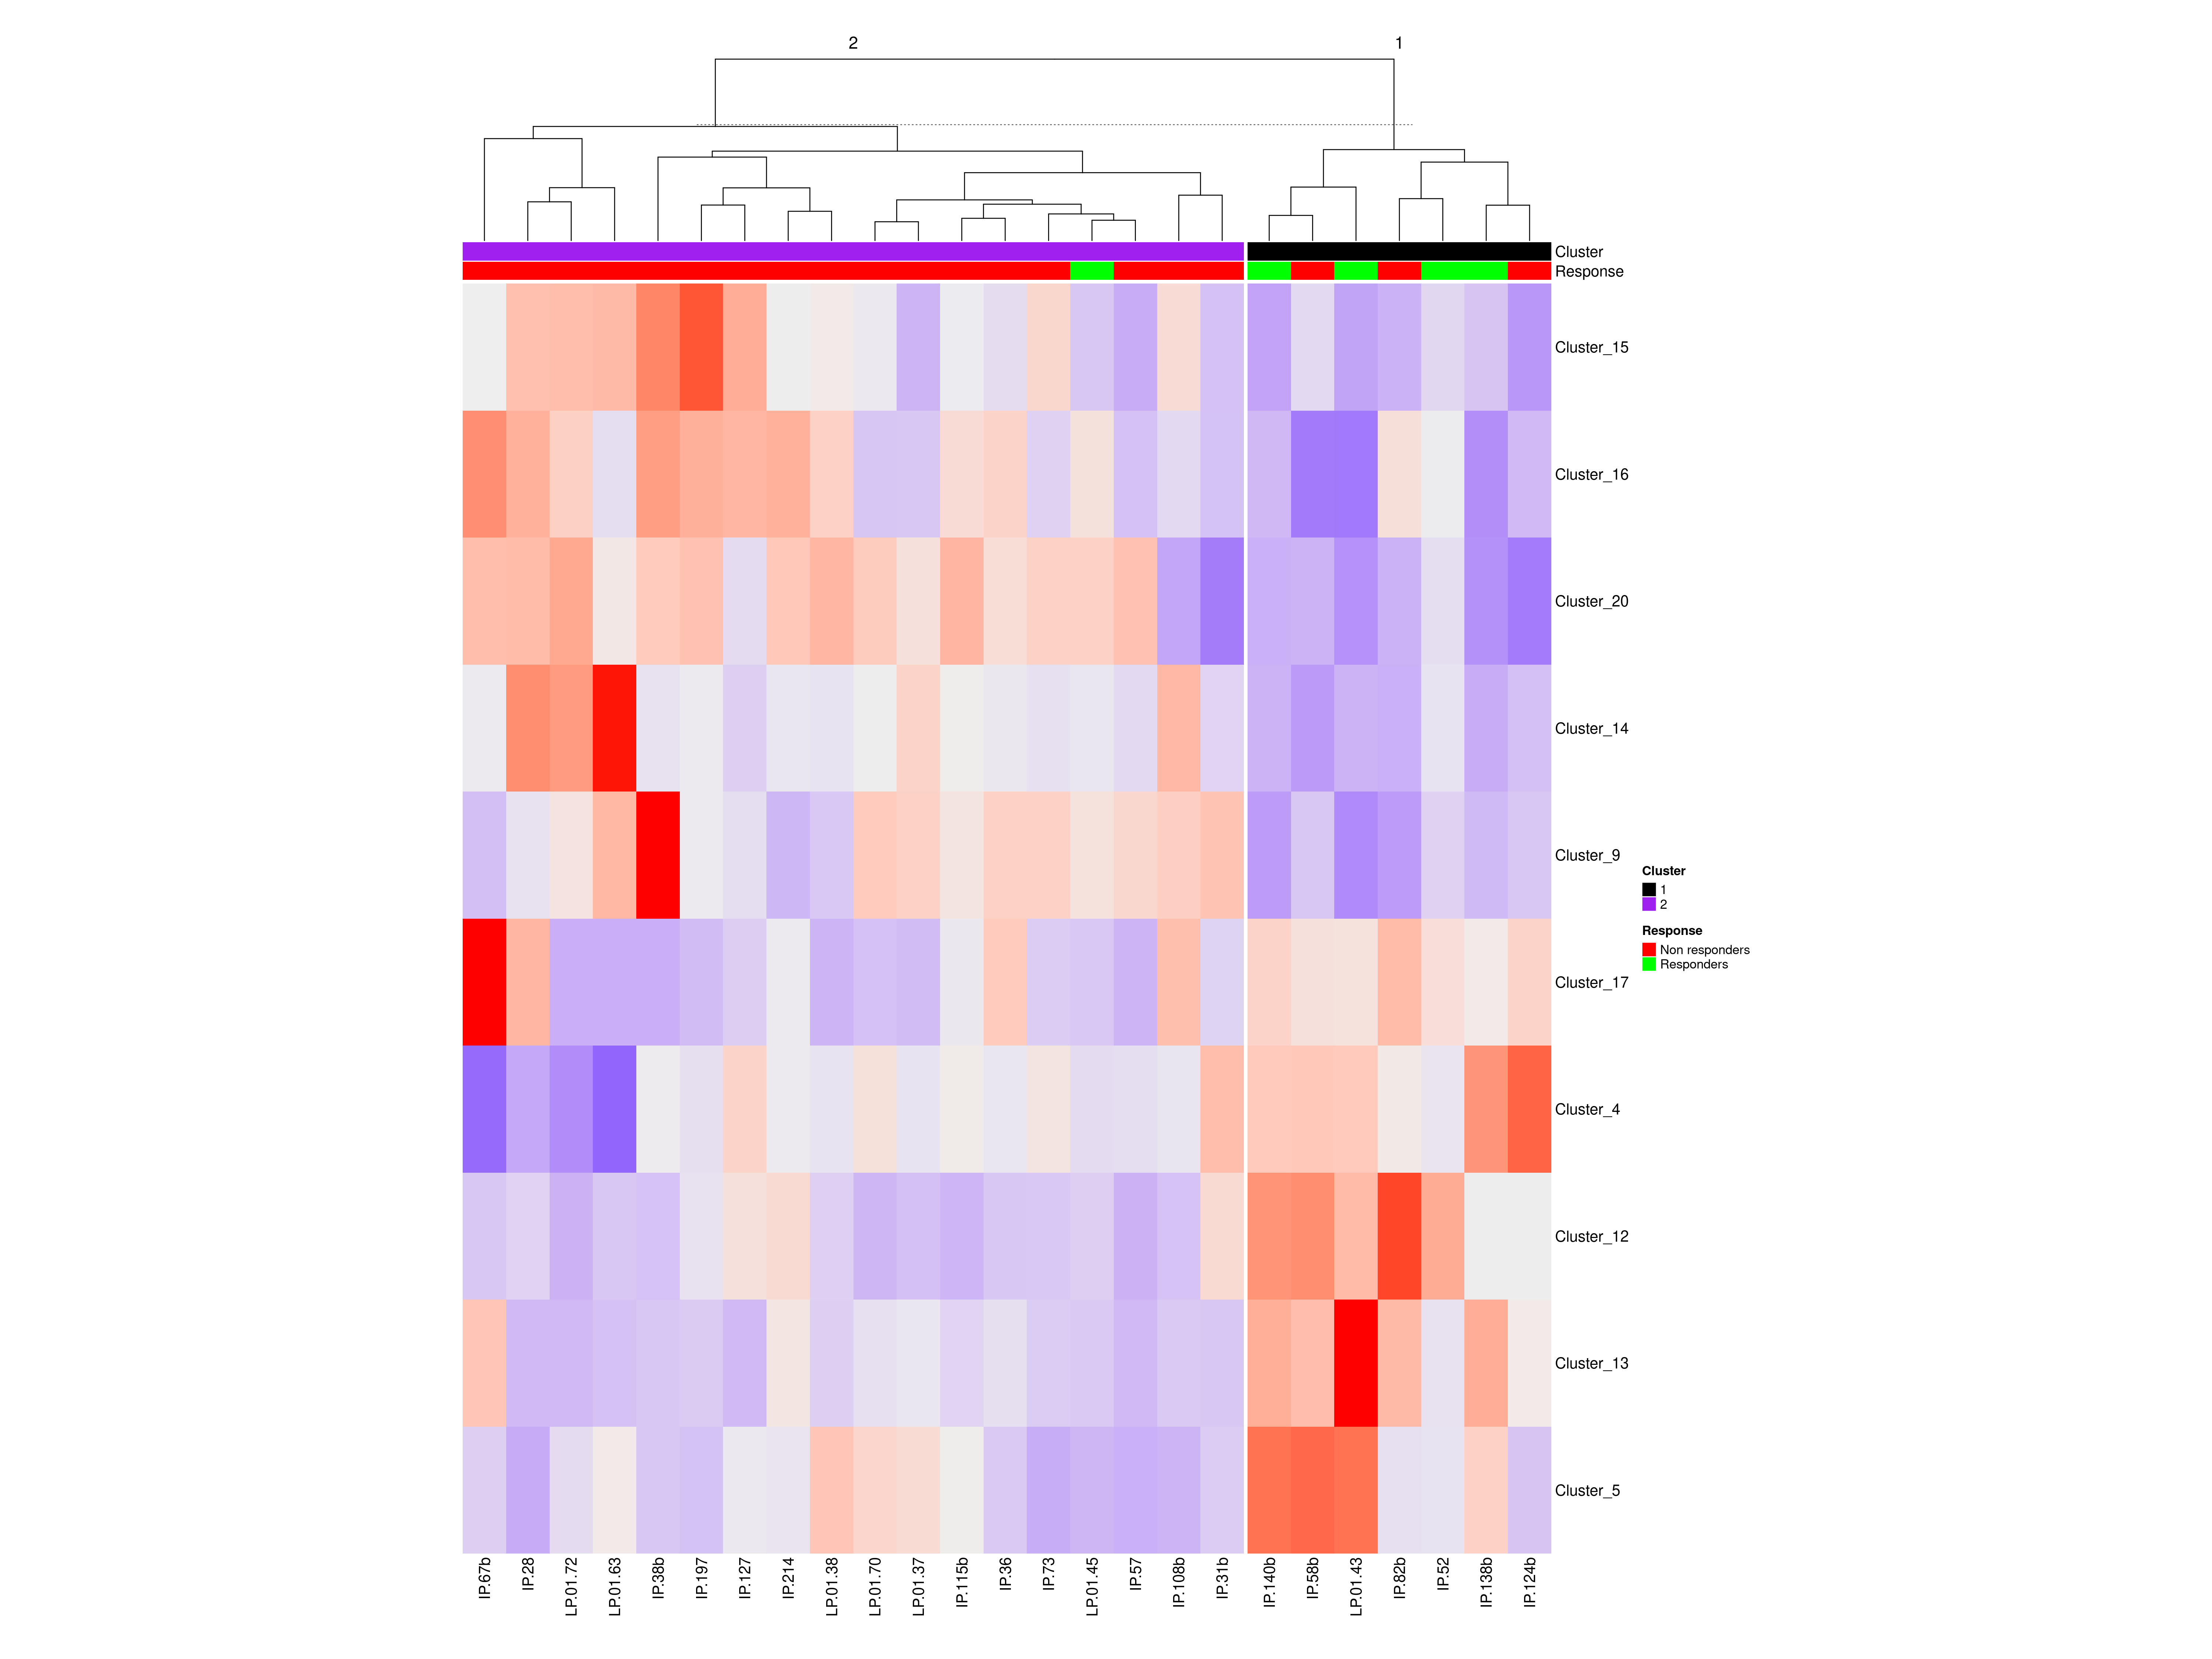 2 1
Cluster
Response
Cluster_15
Cluster_16
Cluster_20
Cluster_14
Cluster_9
Cluster_17
Cluster_4
Cluster_12
Cluster_13
Cluster_5
Cluster
1
2
Response
Non responders
Responders
IP.67b
IP.28
LP.01.72
LP.01.63
IP.38b
IP.197
IP.127
IP.214
LP.01.38
LP.01.70
LP.01.37
IP.115b
IP.36
IP.73
LP.01.45
IP.57
IP.108b
IP.31b
IP.140b
IP.58b
LP.01.43
IP.82b
IP.52
IP.138b
IP.124b